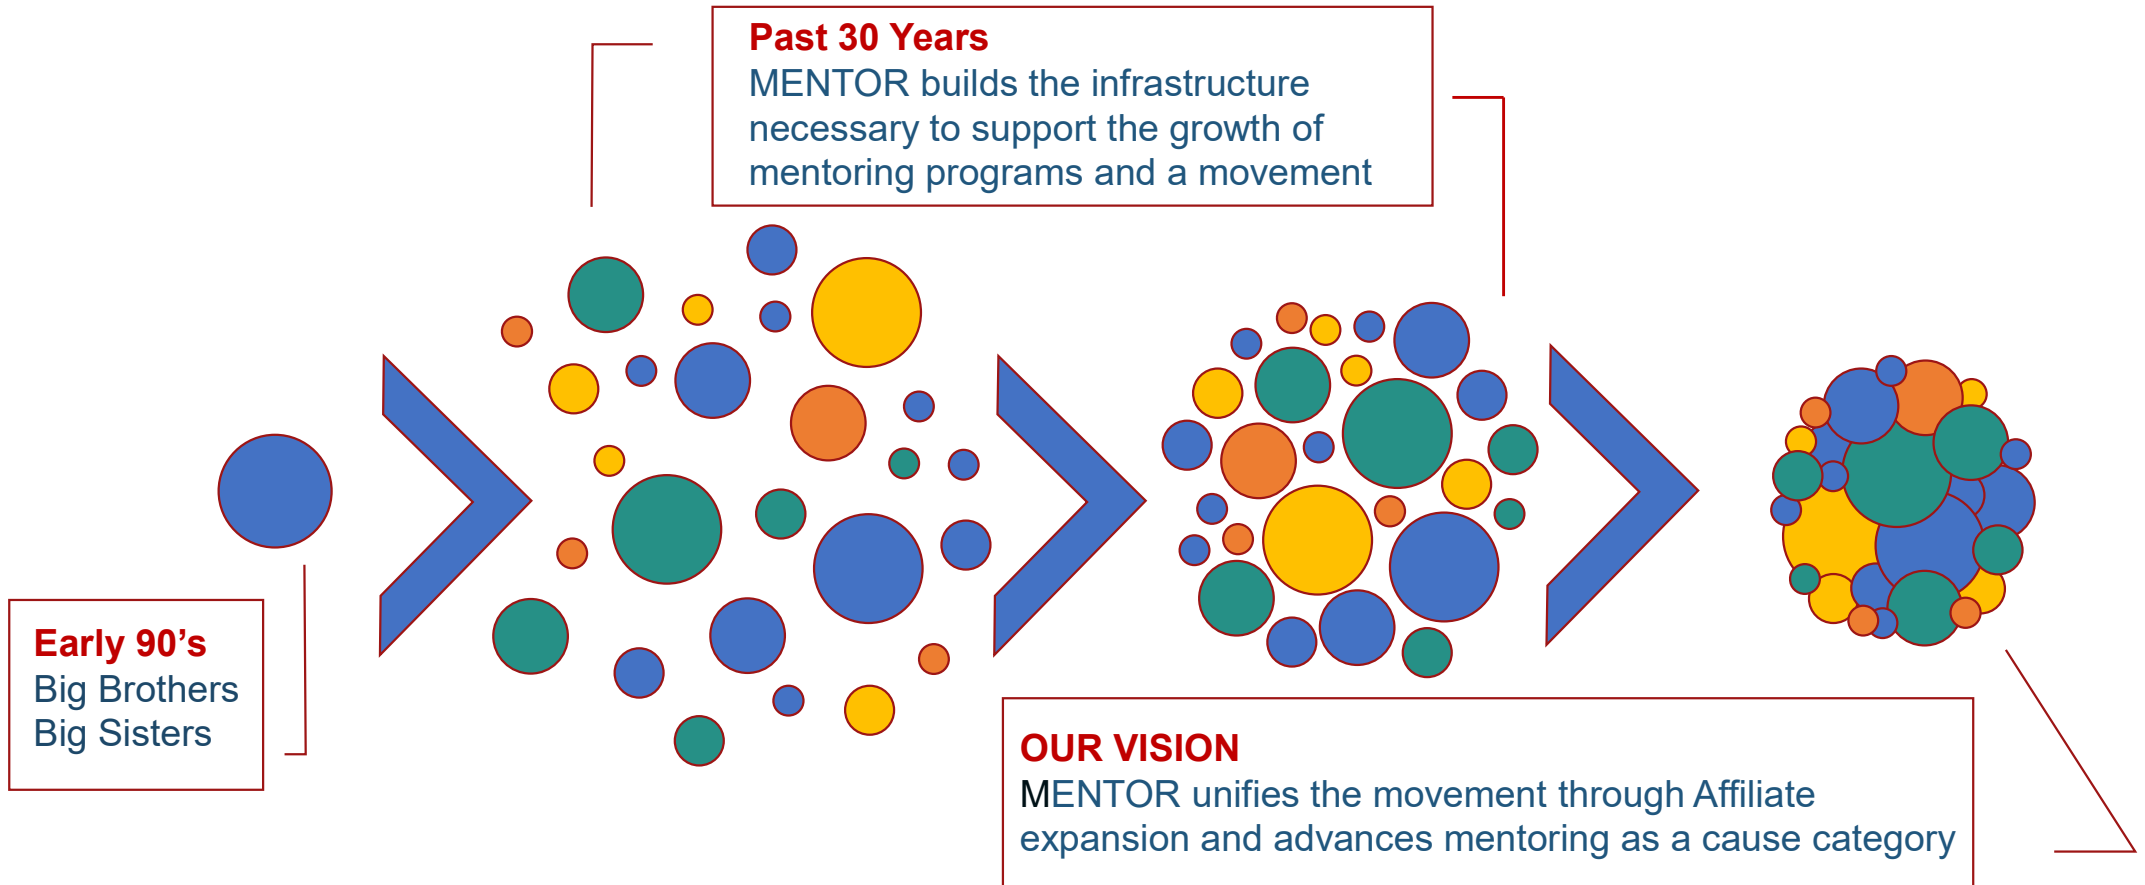 Past 30 Years
MENTOR builds the infrastructure
necessary to support the growth of
mentoring programs and a movement
Early 90’s
Big Brothers
Big Sisters
OUR VISION
MENTOR unifies the movement through Affiliate
expansion and advances mentoring as a cause category